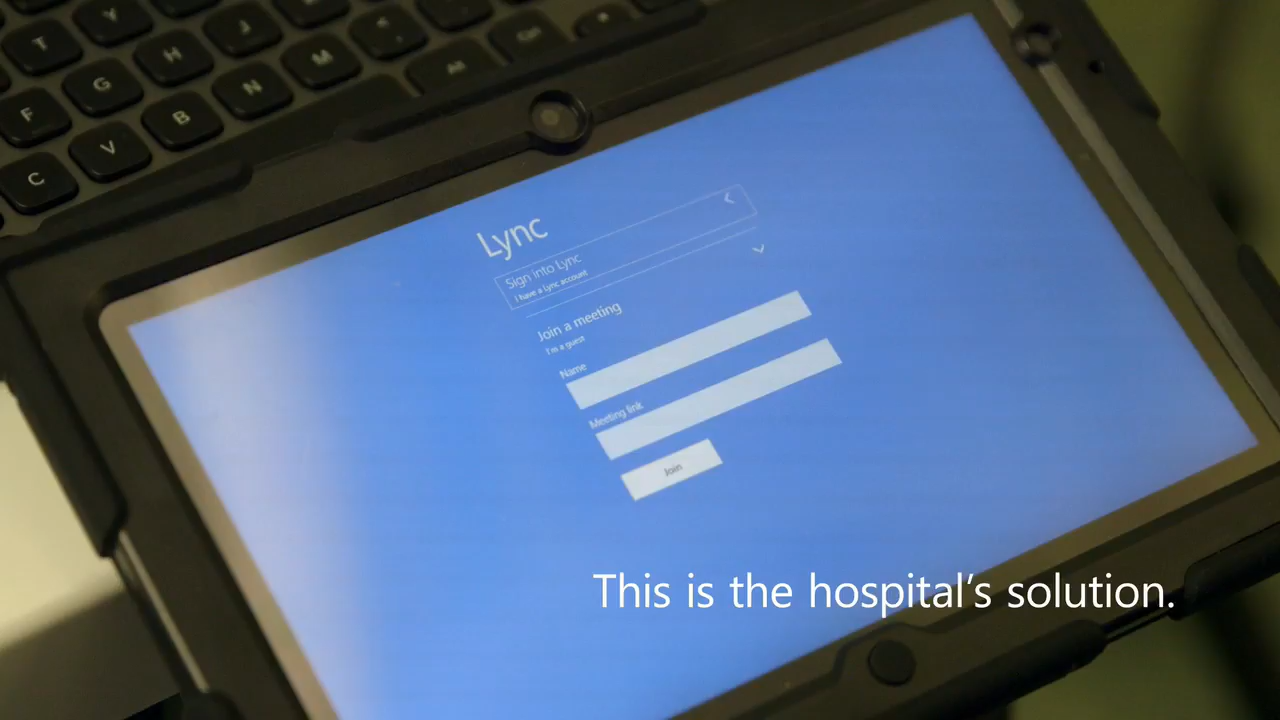 Y J
T H M Alt
G N
F B
V
C
Lync
Sign into Lync
I have a Lync account
Join a meeting
I'm a guest
Name
Meeting link
Join
This is the hospital's solution.